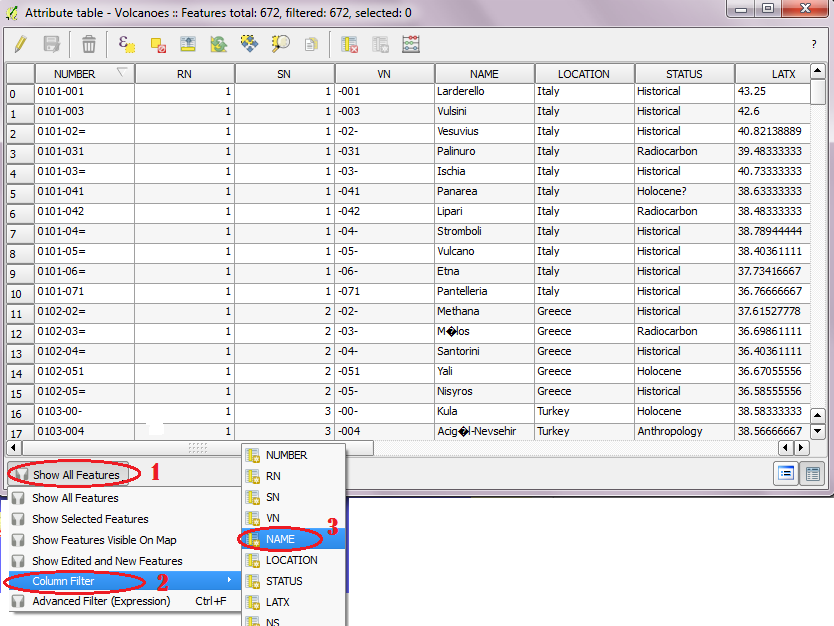 Attribute table - Volcanoes :: Features total: 672, filtered: 672, selected: 0
?
NUMBER RN SN VN NAME LOCATION STATUS LATX
0 0101-001 1 1 -001 Larderello Italy Historical 43.25
1 0101-003 1 1 -003 Vulsini Italy Historical 42.6
2 0101-02= 1 1 -02- Vesuvius Italy Historical 40.82138889
3 0101-031 1 1 -031 Palinuro Italy Radiocarbon 39.48333333
4 0101-03= 1 1 -03- Ischia Italy Historical 40.73333333
5 0101-041 1 1 -041 Panarea Italy Holocene? 38.63333333
6 0101-042 1 1 -042 Lipari Italy Radiocarbon 38.48333333
7 0101-04= 1 1 -04- Stromboli Italy Historical 38.78944444
8 0101-05= 1 1 -05- Vulcano Italy Historical 38.40361111
9 0101-06= 1 1 -06- Etna Italy Historical 37.73416667
10 0101-071 1 1 -071 Pantelleria Italy Historical 36.76666667
11 0102-02= 1 2 -02- Methana Greece Historical 37.61527778
12 0102-03= 1 2 -03- M�los Greece Radiocarbon 36.69861111
13 0102-04= 1 2 -04- Santorini Greece Historical 36.40361111
14 0102-051 1 2 -051 Yali Greece Holocene 36.67055556
15 0102-05= 1 2 -05- Nisyros Greece Historical 36.58555556
16 0103-00- 1 3 -00- Kula Turkey Holocene 38.58333333
17 0103-004 1 3 -004 Acig�l-Nevsehir Turkey Anthropology 38.56666667
Show All Features 1
Show All Features
Show Selected Features
Show Features Visible On Map
Show Edited and New Features
Column Filter 2
Advanced Filter (Expression) Ctrl+F
NUMBER
RN
SN
VN
NAME 3
LOCATION
STATUS
LATX
NS